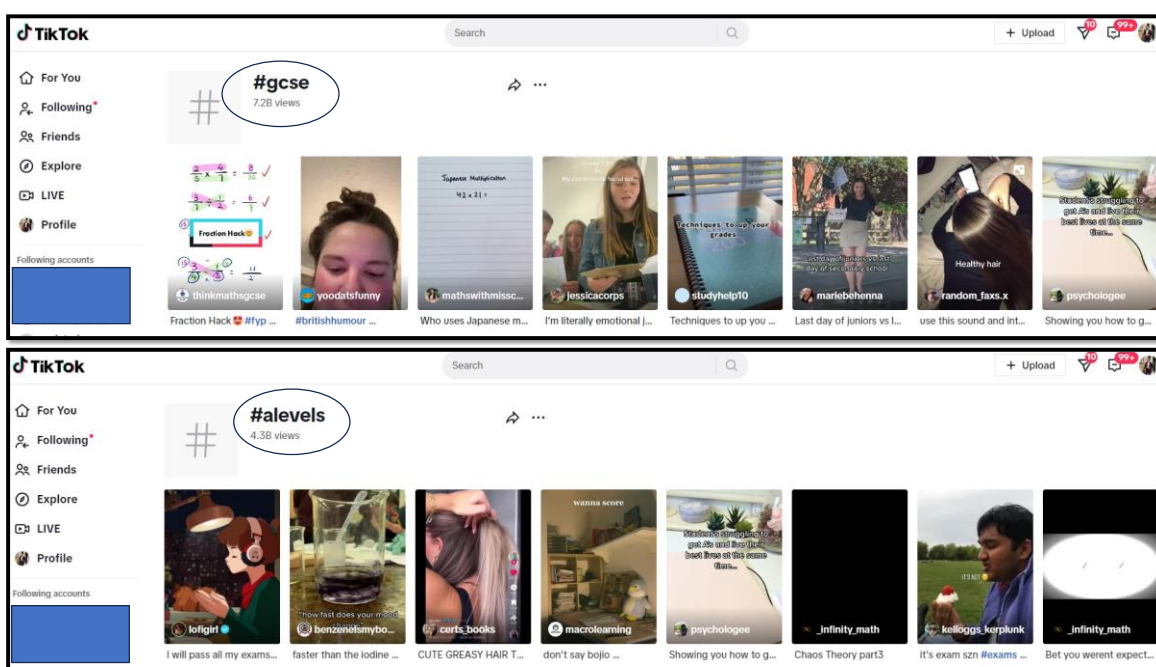 TikTok
Search
+ Upload
10
99+
For You
Following
Friends
Explore
LIVE
Profile
Following accounts
#gcse
7.2B views
Fraction Hack
thinkmathsgcse
Fraction Hack #fyp ...
yoodatsfunny
#britishhumour ...
Japanese Multiplication
42 x 21 =
mathswithmissc...
Who uses Japanese m...
jessicacorps
I'm literally emotional j...
Techniques to up your
grades
studyhelp10
Techniques to up you ...
Last day of juniors vs last
day of secondary school
mariebehenna
Last day of juniors vs l...
Healthy hair
random_faxs.x
use this sound and int...
Students struggling to
get A's and live their
best lives at the same
time...
psychologee
Showing you how to g...
TikTok
Search
+ Upload
10
99+
For You
Following
Friends
Explore
LIVE
Profile
Following accounts
#alevels
4.3B views
lofigirl
I will pass all my exams...
"how fast does your mood
benzeneismybo...
faster than the iodine ...
certs_books
CUTE GREASY HAIR T...
wanna score
macrolearning
don't say bojio ...
Students struggling to
get A's and live their
best lives at the same
time...
psychologee
Showing you how to g...
_infinity_math
Chaos Theory part3
IT'S NOT
kelloggs_kerplunk
it's exam szn #exams ...
_infinity_math
Bet you werent expect...